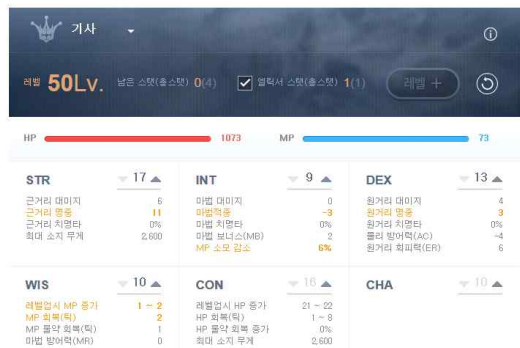 기사
레벨 50Lv. 남은 스탯(총스탯) 0(4) 엘릭서 스탯(총스탯) 1(1) 레벨 +
HP 1073 MP 73
STR 17
근거리 대미지 6
근거리 명중 11
근거리 치명타 0%
최대 소지 무게 2,600
INT 9
마법 대미지 0
마법적중 -3
마법 치명타 0%
마법 보너스(MB) 2
MP 소모 감소 6%
DEX 13
원거리 대미지 4
원거리 명중 3
원거리 치명타 0%
물리 방어력(AC) -4
원거리 회피력(ER) 6
WIS 10
레벨업시 MP 증가 1 ~ 2
MP 회복(틱) 2
MP 물약 회복(틱) 1
마법 방어력(MR) 0
CON 16
레벨업시 HP 증가 21 ~ 22
HP 회복(틱) 1 ~ 8
HP 물약 회복 증가 0%
최대 소지 무게 2,600
CHA 10